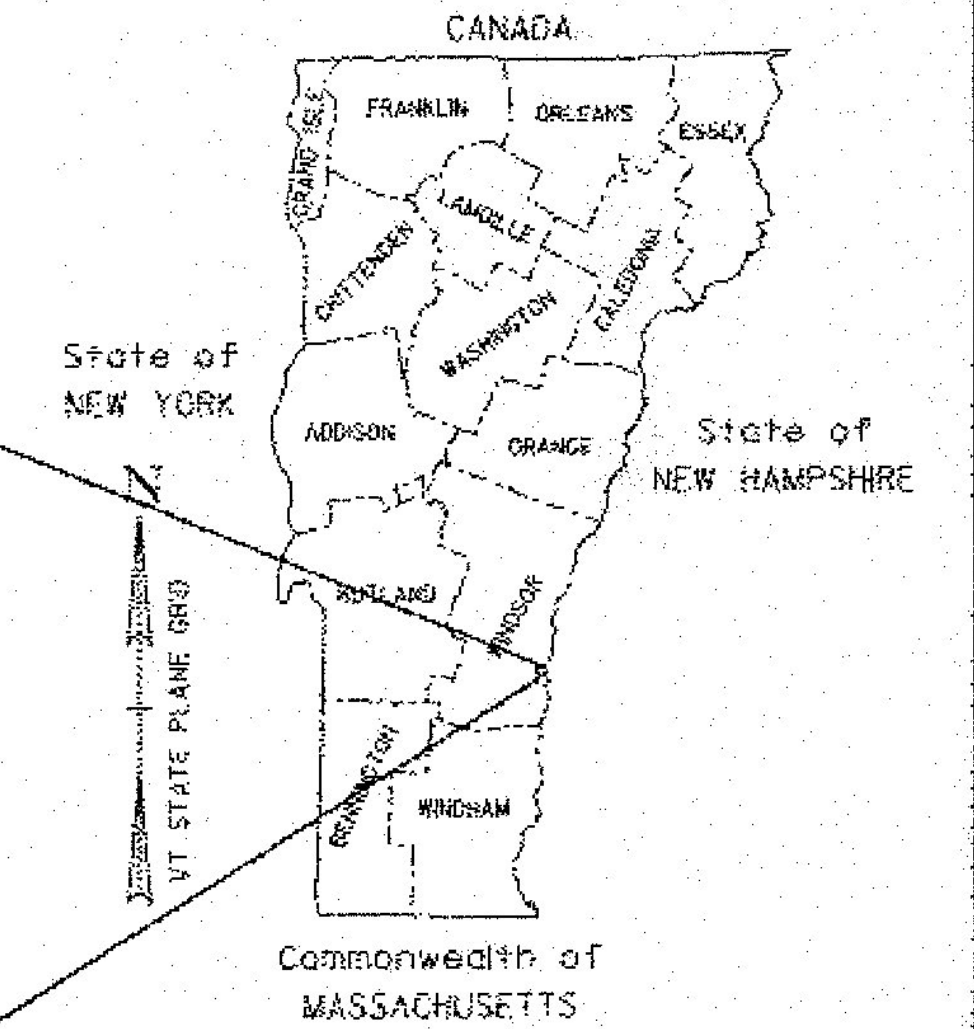 CANADA
FRANKLIN
ORLEANS
ESSEX
GRAND ISLE
LAMOILLE
CHITTENDEN
CALEDONIA
WASHINGTON
State of
NEW YORK
ADDISON
ORANGE
State of
NEW HAMPSHIRE
N
RUTLAND
WINDSOR
VT STATE PLANE GRID
BENNINGTON
WINDHAM
Commonwealth of
MASSACHUSETTS